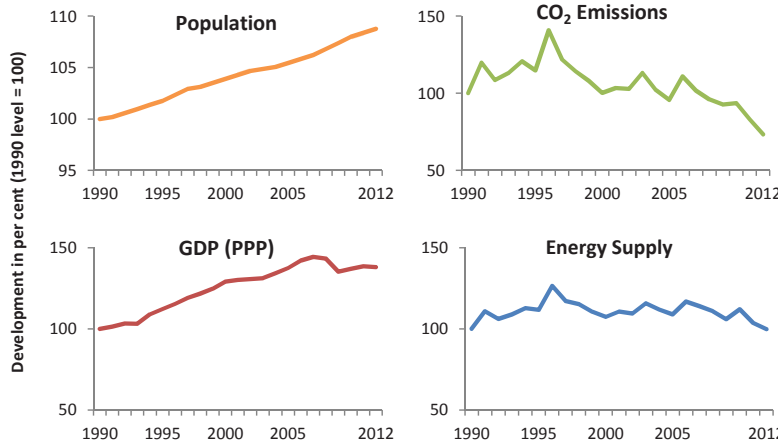 Development in per cent (1990 level = 100)
Population
110
105
100
95
1990 1995 2000 2005 2012
CO₂ Emissions
150
100
50
1990 1995 2000 2005 2012
GDP (PPP)
150
100
50
1990 1995 2000 2005 2012
Energy Supply
150
100
50
1990 1995 2000 2005 2012